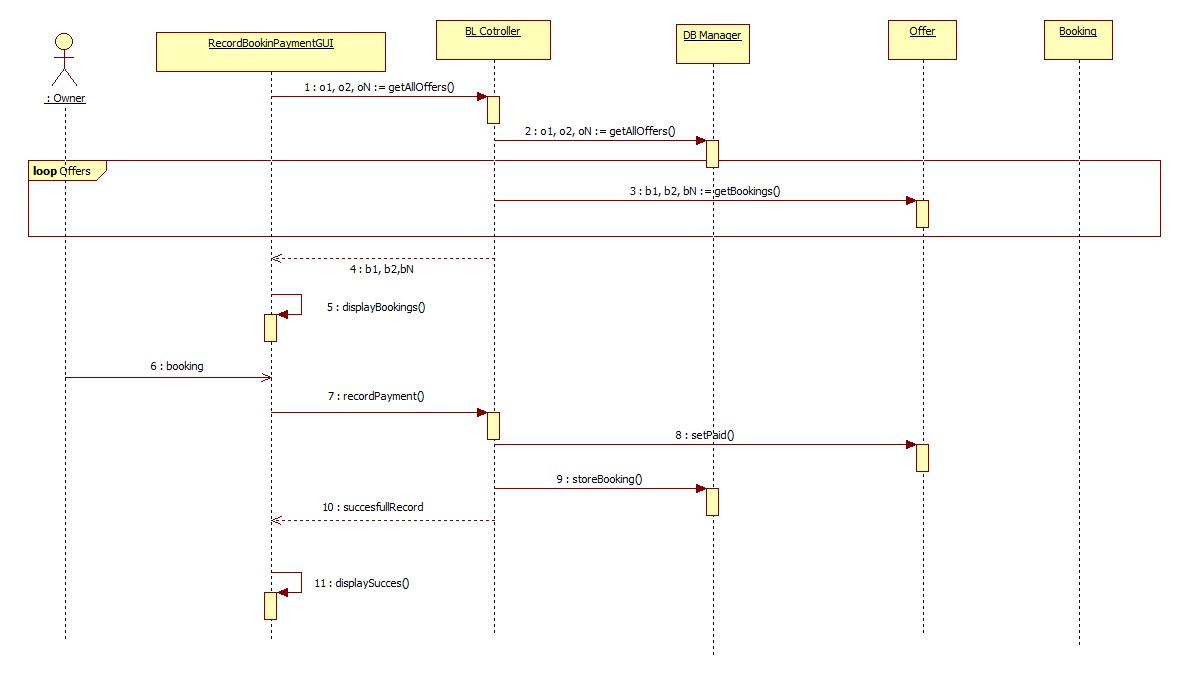 : Owner
RecordBookinPaymentGUI
BL Cotroller
DB Manager
Offer
Booking
1 : o1, o2, oN := getAllOffers()
2 : o1, o2, oN := getAllOffers()
loop Offers
3 : b1, b2, bN := getBookings()
4 : b1, b2,bN
5 : displayBookings()
6 : booking
7 : recordPayment()
8 : setPaid()
9 : storeBooking()
10 : succesfullRecord
11 : displaySucces()